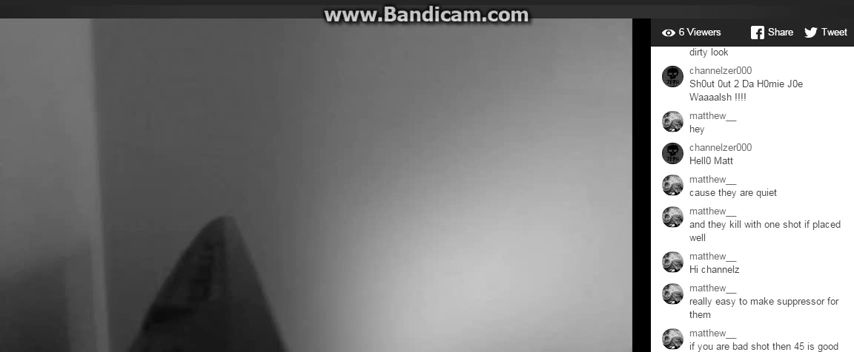 www.Bandicam.com
6 Viewers
Share
Tweet
dirty look
channelzer000
Sh0ut 0ut 2 Da H0mie J0e
Waaaalsh !!!!
matthew__
hey
channelzer000
Hell0 Matt
matthew__
cause they are quiet
matthew__
and they kill with one shot if placed
well
matthew__
Hi channelz
matthew__
really easy to make suppressor for
them
matthew__
if you are bad shot then 45 is good